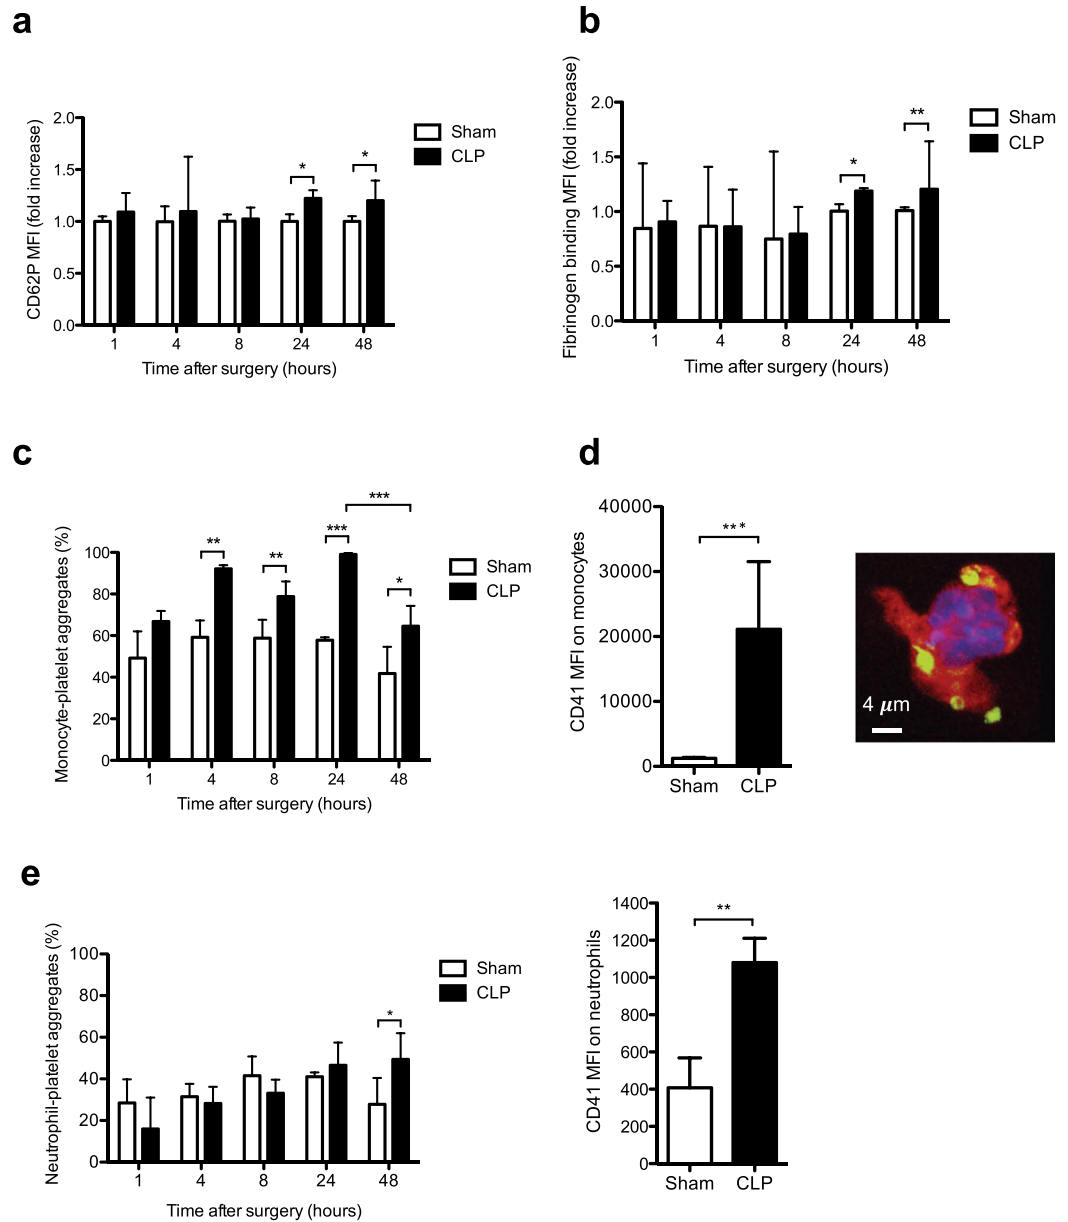 a
CD62P MFI (fold increase)
2.0
1.5
1.0
0.5
0.0
*
*
Sham
CLP
1 4 8 24 48
Time after surgery (hours)
b
Fibrinogen binding MFI (fold increase)
2.0
1.5
1.0
0.5
0.0
*
**
Sham
CLP
1 4 8 24 48
Time after surgery (hours)
c
Monocyte-platelet aggregates (%)
100
80
60
40
20
0
**
**
***
***
*
Sham
CLP
1 4 8 24 48
Time after surgery (hours)
d
CD41 MFI on monocytes
40000
30000
20000
10000
0
***
Sham CLP
4 μm
e
Neutrophil-platelet aggregates (%)
100
80
60
40
20
0
*
Sham
CLP
1 4 8 24 48
Time after surgery (hours)
CD41 MFI on neutrophils
1400
1200
1000
800
600
400
200
0
**
Sham CLP